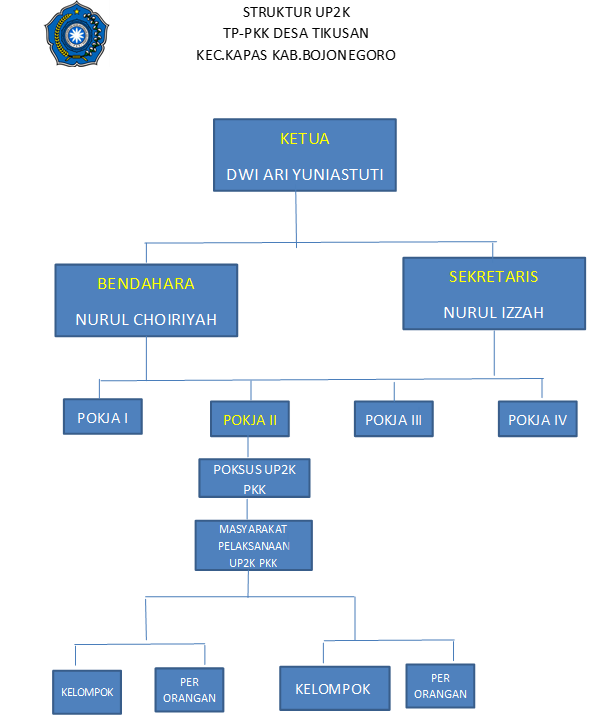 STRUKTUR UP2K
TP-PKK DESA TIKUSAN
KEC.KAPAS KAB.BOJONEGORO
KETUA
DWI ARI YUNIASTUTI
BENDAHARA
NURUL CHOIRIYAH
SEKRETARIS
NURUL IZZAH
POKJA I
POKJA II
POKJA III
POKJA IV
POKSUS UP2K
PKK
MASYARAKAT
PELAKSANAAN
UP2K PKK
KELOMPOK
PER
ORANGAN
KELOMPOK
PER
ORANGAN